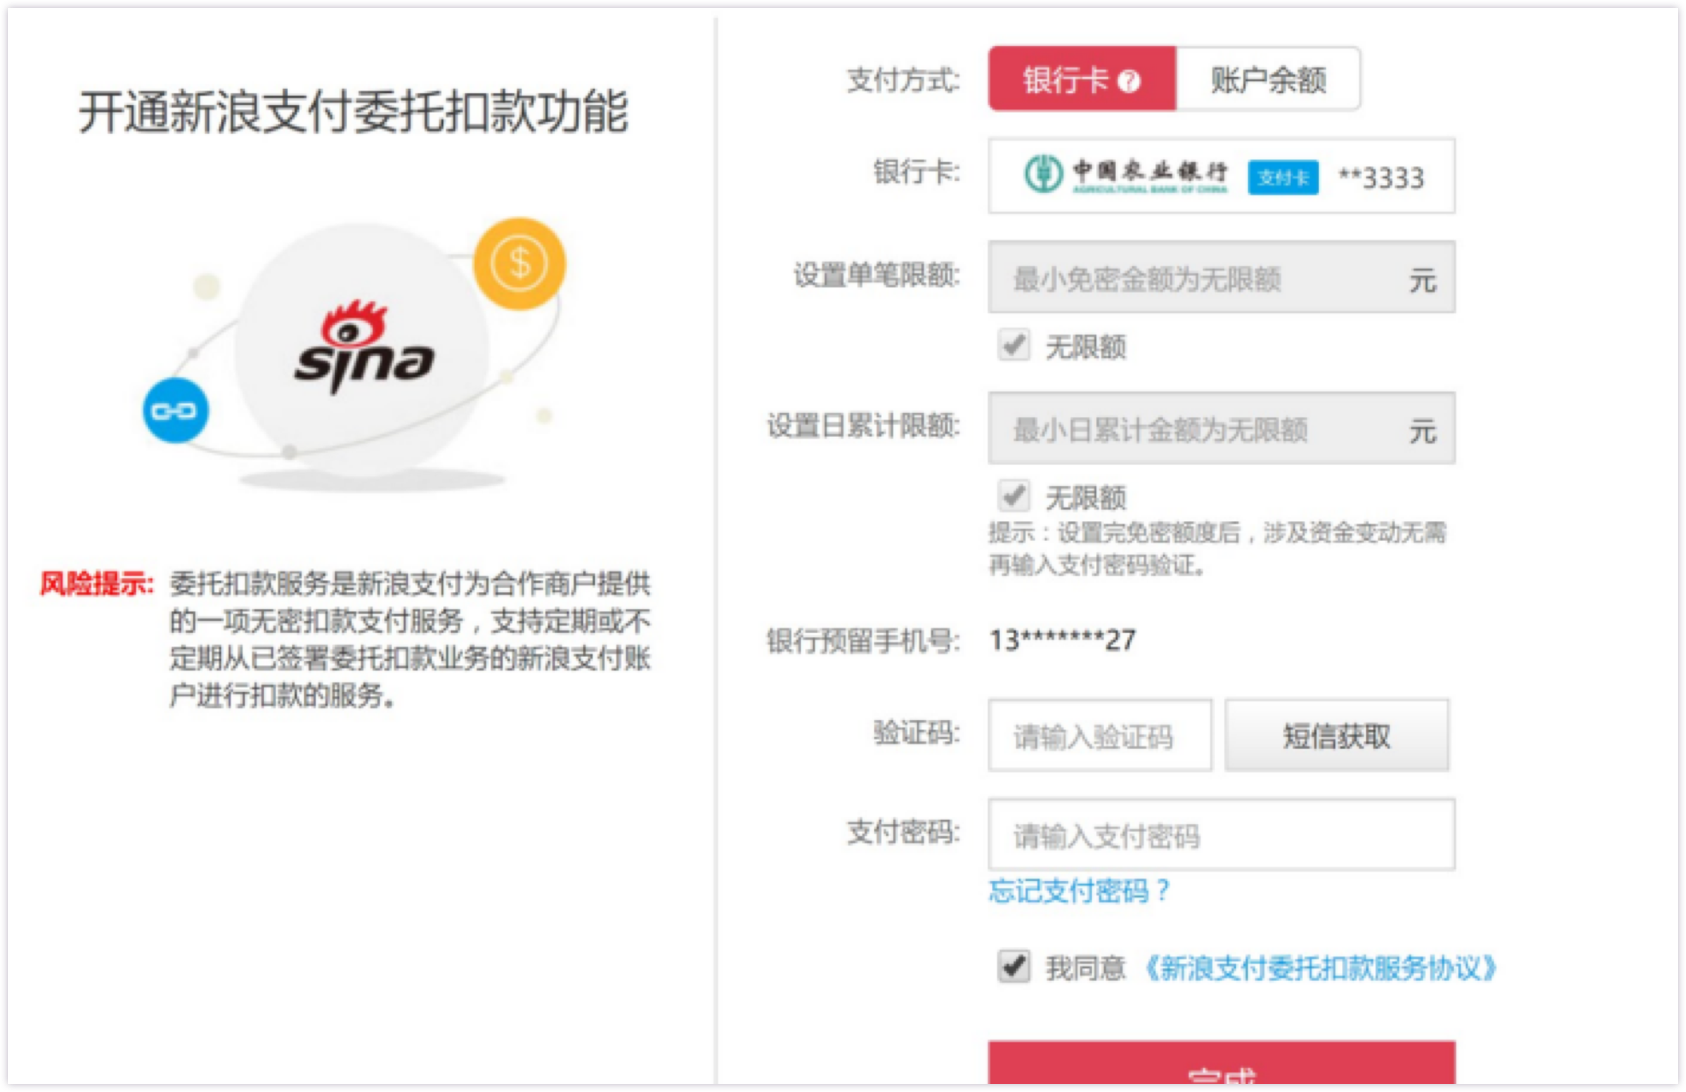 开通新浪支付委托扣款功能
$
sina
风险提示: 委托扣款服务是新浪支付为合作商户提供
的一项无密扣款支付服务，支持定期或不
定期从已签署委托扣款业务的新浪支付账
户进行扣款的服务。
支付方式: 银行卡 ? 账户余额
银行卡: 中国农业银行 支付卡 **3333
AGRICULTURAL BANK OF CHINA
设置单笔限额: 最小免密金额为无限额 元
无限额
设置日累计限额: 最小日累计金额为无限额 元
无限额
提示：设置完免密额度后，涉及资金变动无需
再输入支付密码验证。
银行预留手机号: 13*******27
验证码: 请输入验证码 短信获取
支付密码: 请输入支付密码
忘记支付密码？
我同意 《新浪支付委托扣款服务协议》
完成